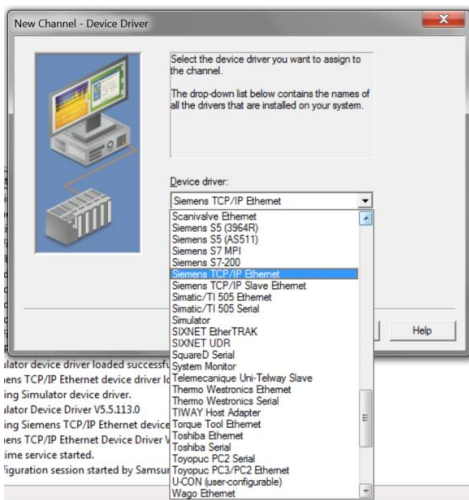 New Channel - Device Driver
Select the device driver you want to assign to
the channel.
The drop-down list below contains the names of
all the drivers that are installed on your system.
Device driver:
Siemens TCP/IP Ethernet
Scanivalve Ethernet
Siemens S5 (3964R)
Siemens S5 (AS511)
Siemens S7 MPI
Siemens S7-200
Siemens TCP/IP Ethernet
Siemens TCP/IP Slave Ethernet
Simatic/TI 505 Ethernet
Simatic/TI 505 Serial
Simulator
SIXNET EtherTRAK
SIXNET UDR
SquareD Serial
System Monitor
Telemecanique Uni-Telway Slave
Thermo Westronics Ethernet
Thermo Westronics Serial
TIWAY Host Adapter
Torque Tool Ethernet
Toshiba Ethernet
Toshiba Serial
Toyopuc PC2 Serial
Toyopuc PC3/PC2 Ethernet
U-CON (user-configurable)
Wago Ethernet
Help
ulator device driver loaded successfu
nens TCP/IP Ethernet device driver lo
ing Simulator device driver.
ulator Device Driver V5.5.113.0
ing Siemens TCP/IP Ethernet device
nens TCP/IP Ethernet Device Driver V
ime service started.
figuration session started by Samsur